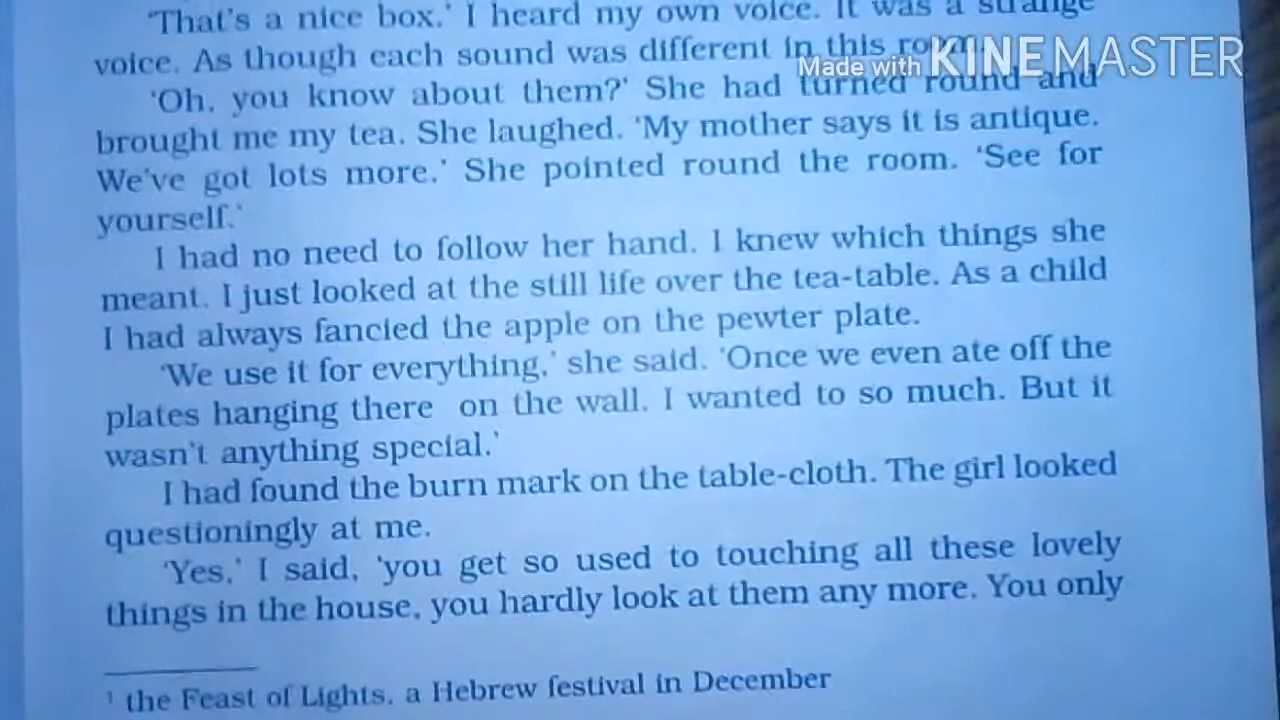 'That's a nice box.' I heard my own voice. It was a strange
voice. As though each sound was different in this room.
Made with KINEMASTER
'Oh, you know about them?' She had turned round and
brought me my tea. She laughed. 'My mother says it is antique.
We've got lots more.' She pointed round the room. 'See for
yourself.'
I had no need to follow her hand. I knew which things she
meant. I just looked at the still life over the tea-table. As a child
I had always fancied the apple on the pewter plate.
'We use it for everything,' she said. 'Once we even ate off the
plates hanging there on the wall. I wanted to so much. But it
wasn't anything special.'
I had found the burn mark on the table-cloth. The girl looked
questioningly at me.
'Yes,' I said, 'you get so used to touching all these lovely
things in the house, you hardly look at them any more. You only
1 the Feast of Lights, a Hebrew festival in December